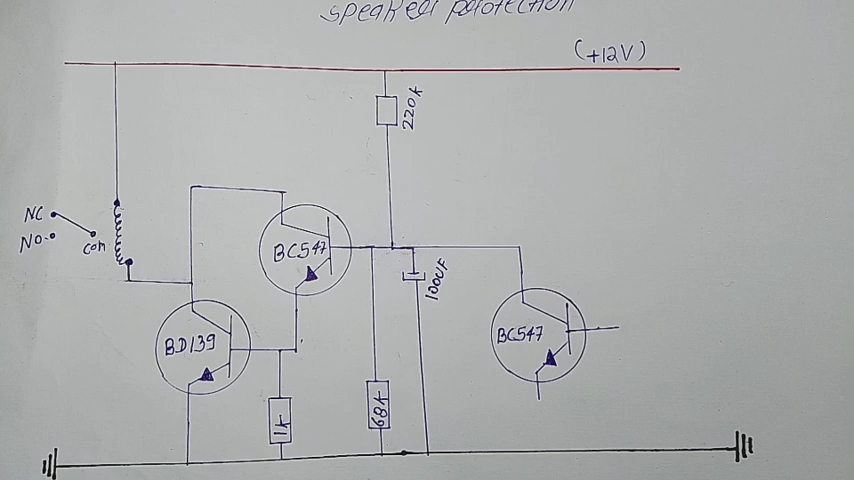 speaker protection
(+12V)
220k
NC
NO
com
BC547
100UF
BC547
BD139
1k
68k